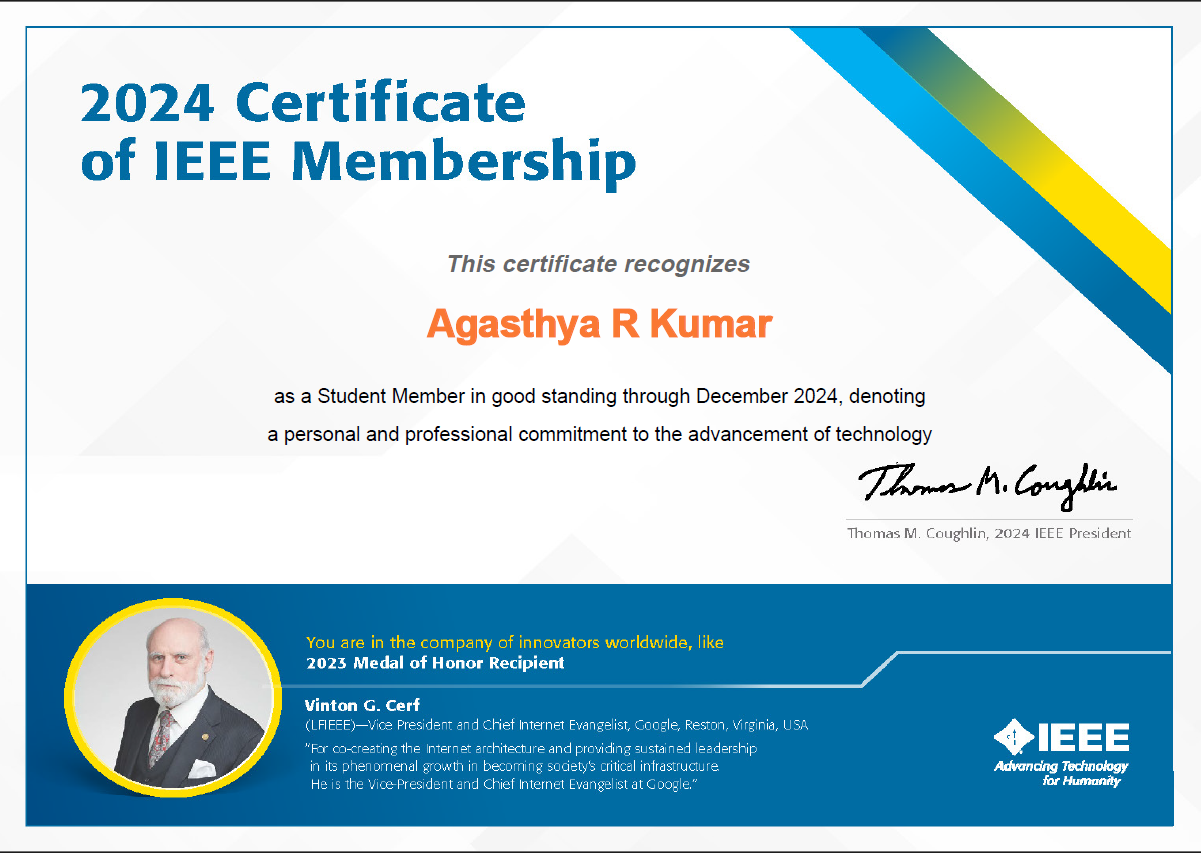 2024 Certificate
of IEEE Membership
This certificate recognizes
Agasthya R Kumar
as a Student Member in good standing through December 2024, denoting
a personal and professional commitment to the advancement of technology
Thomas M. Coughlin
Thomas M. Coughlin, 2024 IEEE President
You are in the company of innovators worldwide, like
2023 Medal of Honor Recipient
Vinton G. Cerf
(LFIEEE)—Vice President and Chief Internet Evangelist, Google, Reston, Virginia, USA
"For co-creating the Internet architecture and providing sustained leadership
in its phenomenal growth in becoming society's critical infrastructure.
He is the Vice-President and Chief Internet Evangelist at Google."
IEEE
Advancing Technology
for Humanity